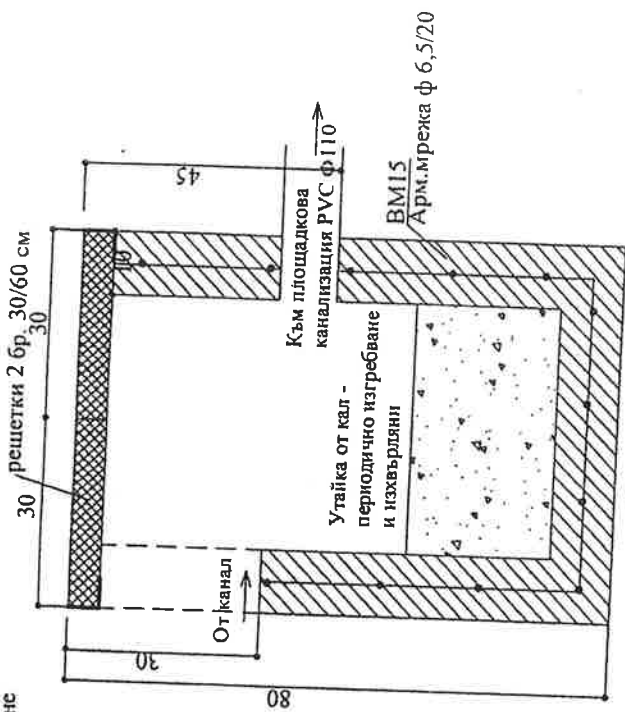 не
решетки 2 бр. 30/60 см
30
30
45
Към площадкова
канализация PVC ф110
От канал
30
80
Утайка от кал -
периодично изгребване
и изхвърляни
ВМ15
Арм.мрежа ф 6,5/20